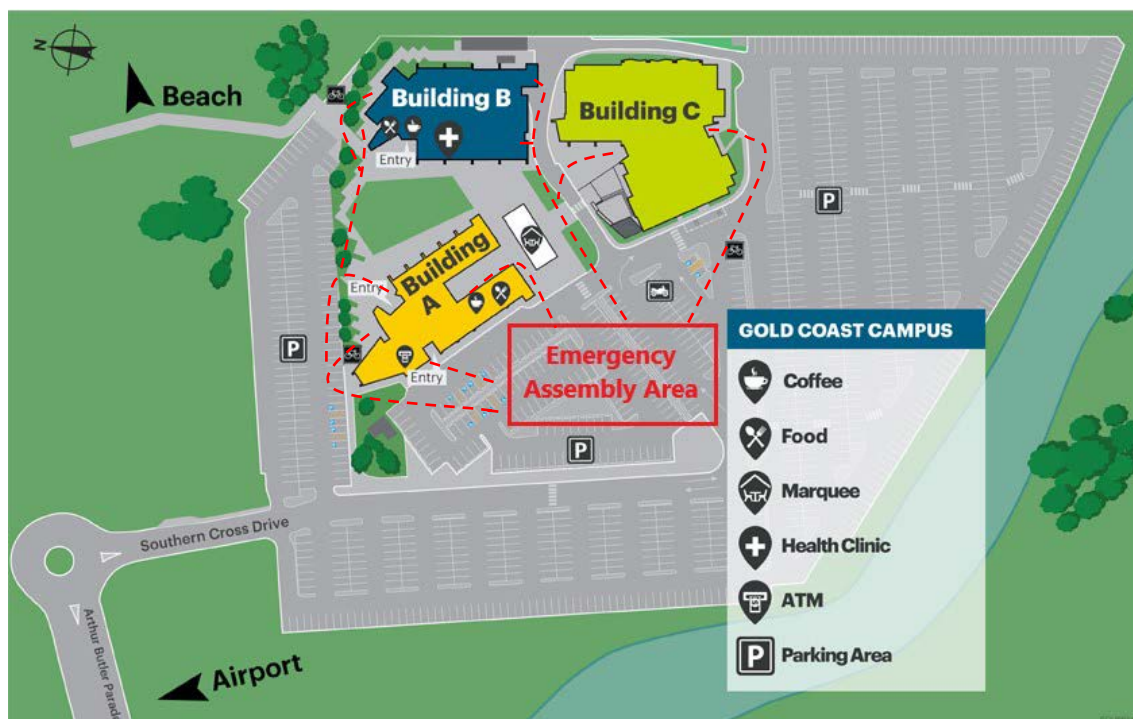 N
Beach
Building B
Entry
Building C
Building
A
Entry
Entry
Emergency
Assembly Area
P
P
P
Southern Cross Drive
Arthur Butler Parade
Airport
GOLD COAST CAMPUS
Coffee
Food
Marquee
Health Clinic
ATM
P Parking Area